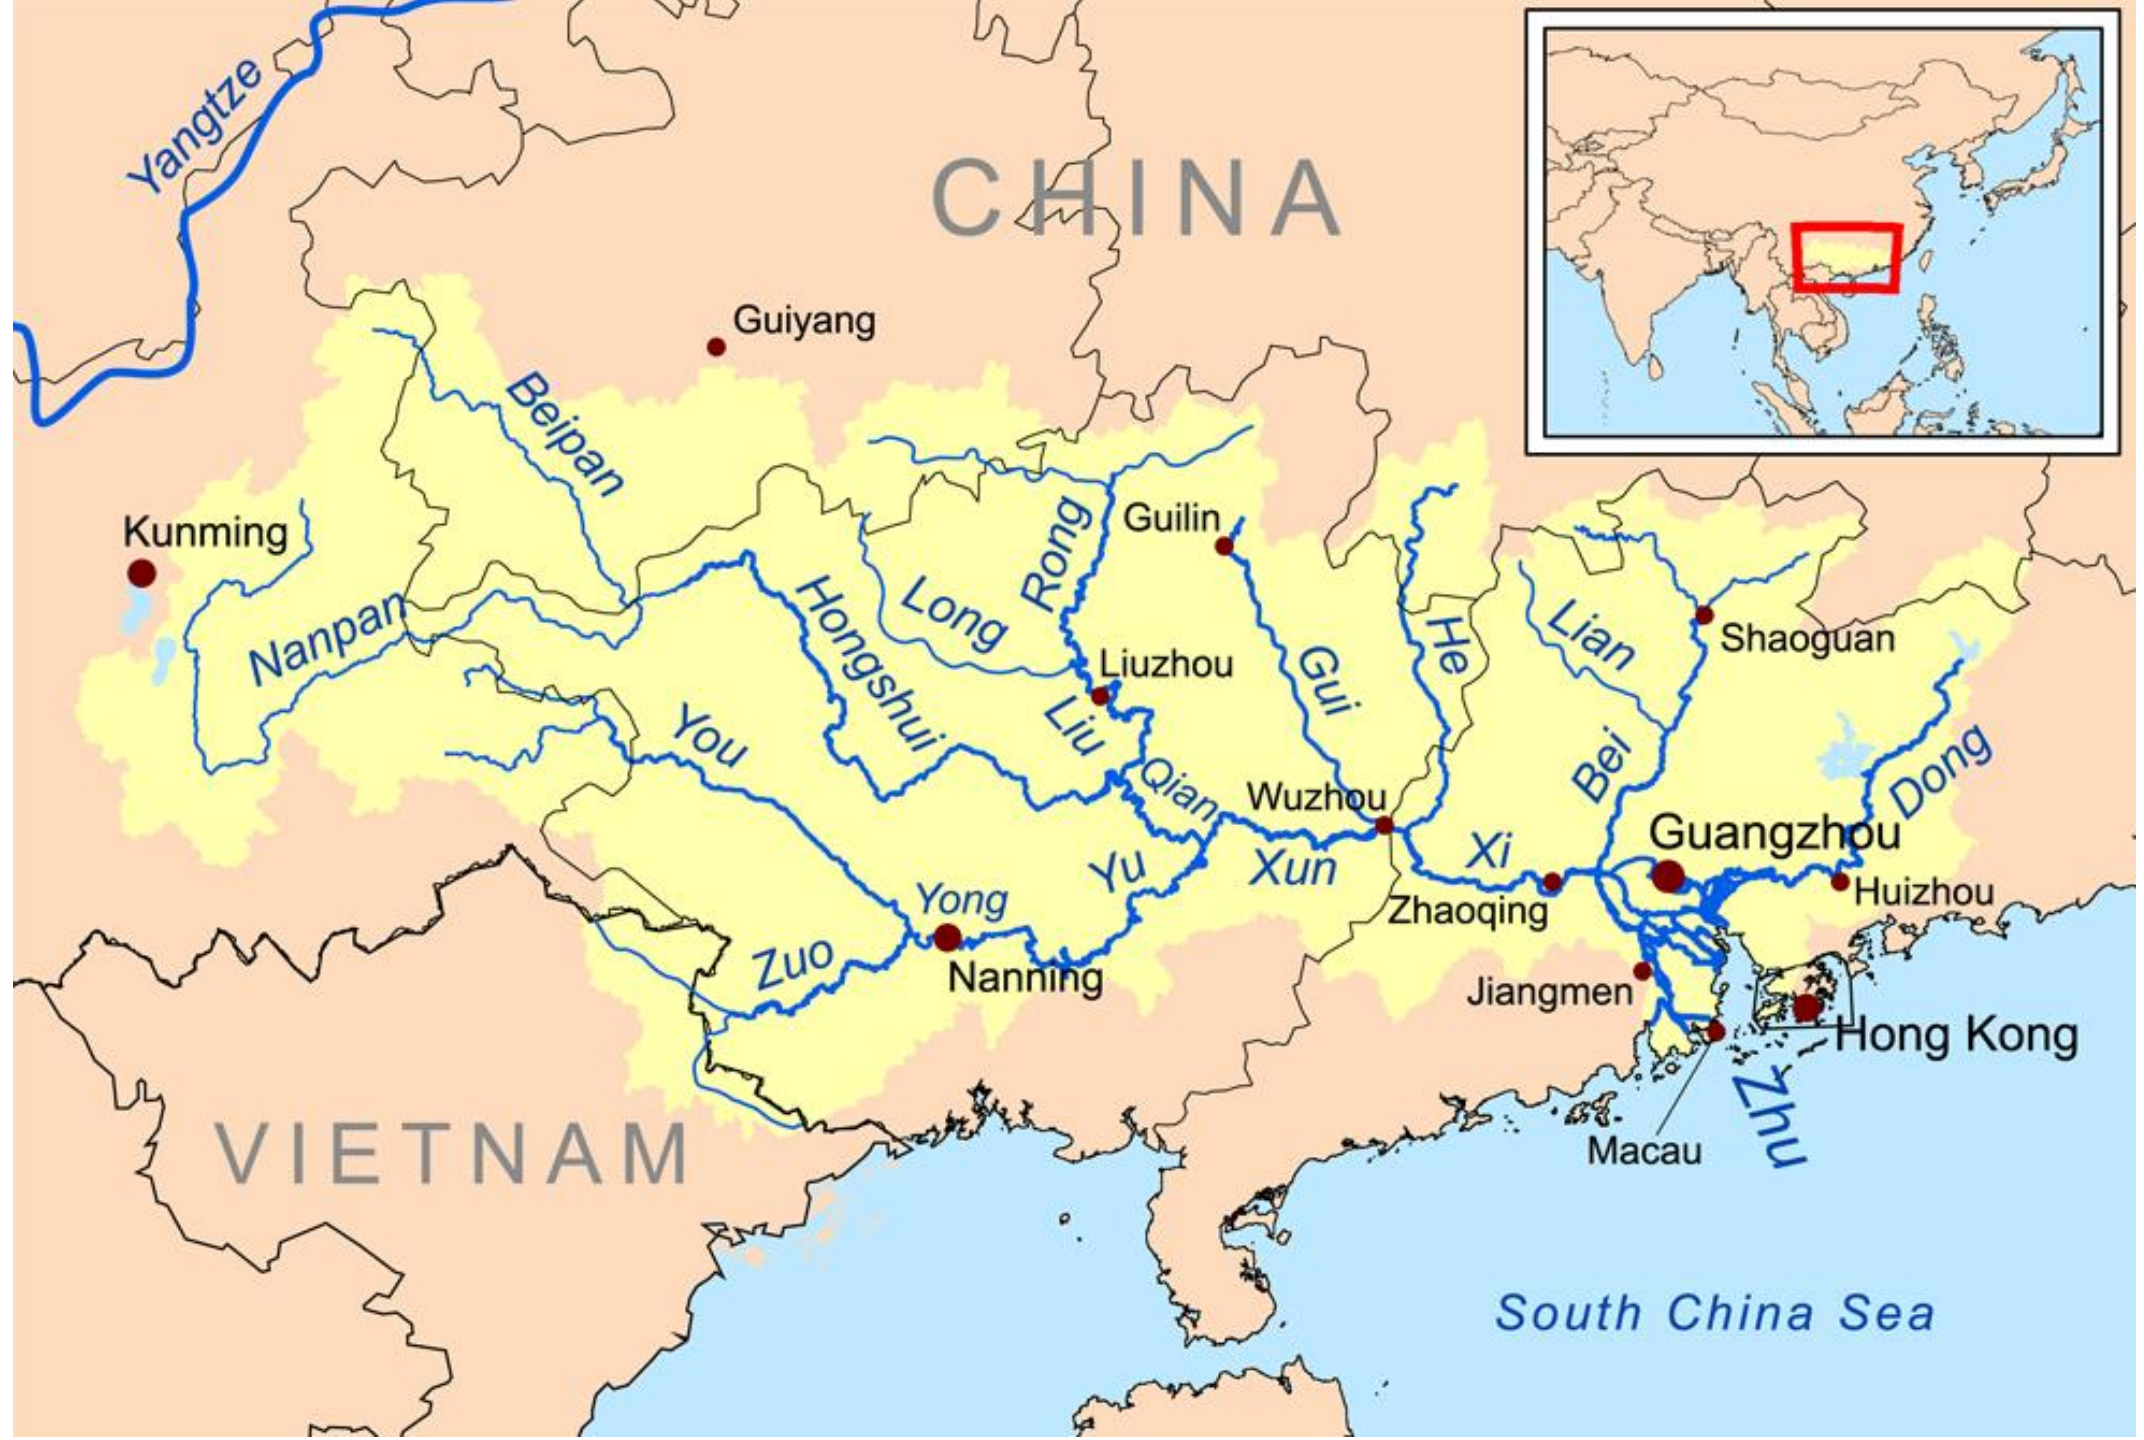 Yangtze
CHINA
Guiyang
Beipan
Kunming
Rong
Guilin
Nanpan
Hongshui
Long
He
Lian
Shaoguan
Liuzhou
Gui
Liu
You
Bei
Dong
Qian
Wuzhou
Guangzhou
Yu
Xun
Xi
Huizhou
Yong
Zhaoqing
Zuo
Nanning
Jiangmen
Hong Kong
Zhu
VIETNAM
Macau
South China Sea